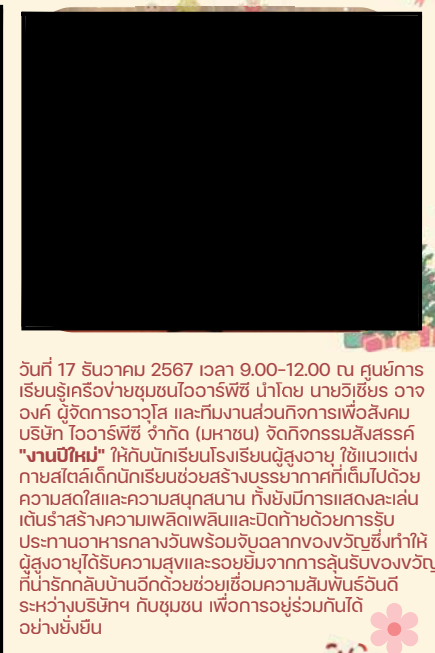 วันที่ 17 ธันวาคม 2567 เวลา 9.00-12.00 ณ ศูนย์การ
เรียนรู้เครือข่ายชุมชนไออาร์พีซี นำโดย นายวิเชียร อาจ
องค์ ผู้จัดการอาวุโส และทีมงานส่วนกิจการเพื่อสังคม
บริษัท ไออาร์พีซี จำกัด (มหาชน) จัดกิจกรรมสังสรรค์
"งานปีใหม่" ให้กับนักเรียนโรงเรียนผู้สูงอายุ ใช้แนวแต่ง
กายสไตล์เด็กนักเรียนช่วยสร้างบรรยากาศที่เต็มไปด้วย
ความสดใสและความสนุกสนาน ทั้งยังมีการแสดงละเล่น
เต้นรำสร้างความเพลิดเพลินและปิดท้ายด้วยการรับ
ประทานอาหารกลางวันพร้อมจับฉลากของขวัญซึ่งทำให้
ผู้สูงอายุได้รับความสุขและรอยยิ้มจากการลุ้นรับของขวัญ
ที่น่ารักกลับบ้านอีกด้วยช่วยเชื่อมความสัมพันธ์อันดี
ระหว่างบริษัทฯ กับชุมชน เพื่อการอยู่ร่วมกันได้
อย่างยั่งยืน